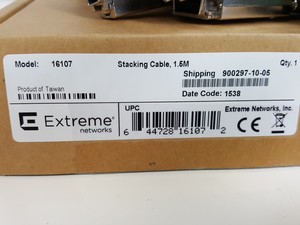 Model: 16107 Stacking Cable, 1.5M Qty. 1
Shipping 900297-10-05
Product of Taiwan
Date Code: 1538
UPC Extreme Networks, Inc.
Extreme networks
6 44728 16107 2
CE